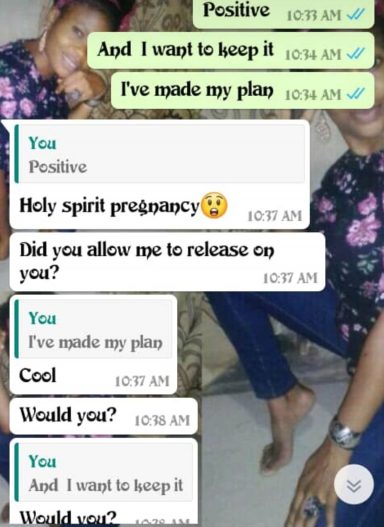 Positive 10:33 AM
And I want to keep it 10:34 AM
I've made my plan 10:34 AM
You
Positive
Holy spirit pregnancy😲 10:37 AM
Did you allow me to release on
you? 10:37 AM
You
I've made my plan
Cool 10:37 AM
Would you? 10:38 AM
You
And I want to keep it
Would you? 10:38 AM